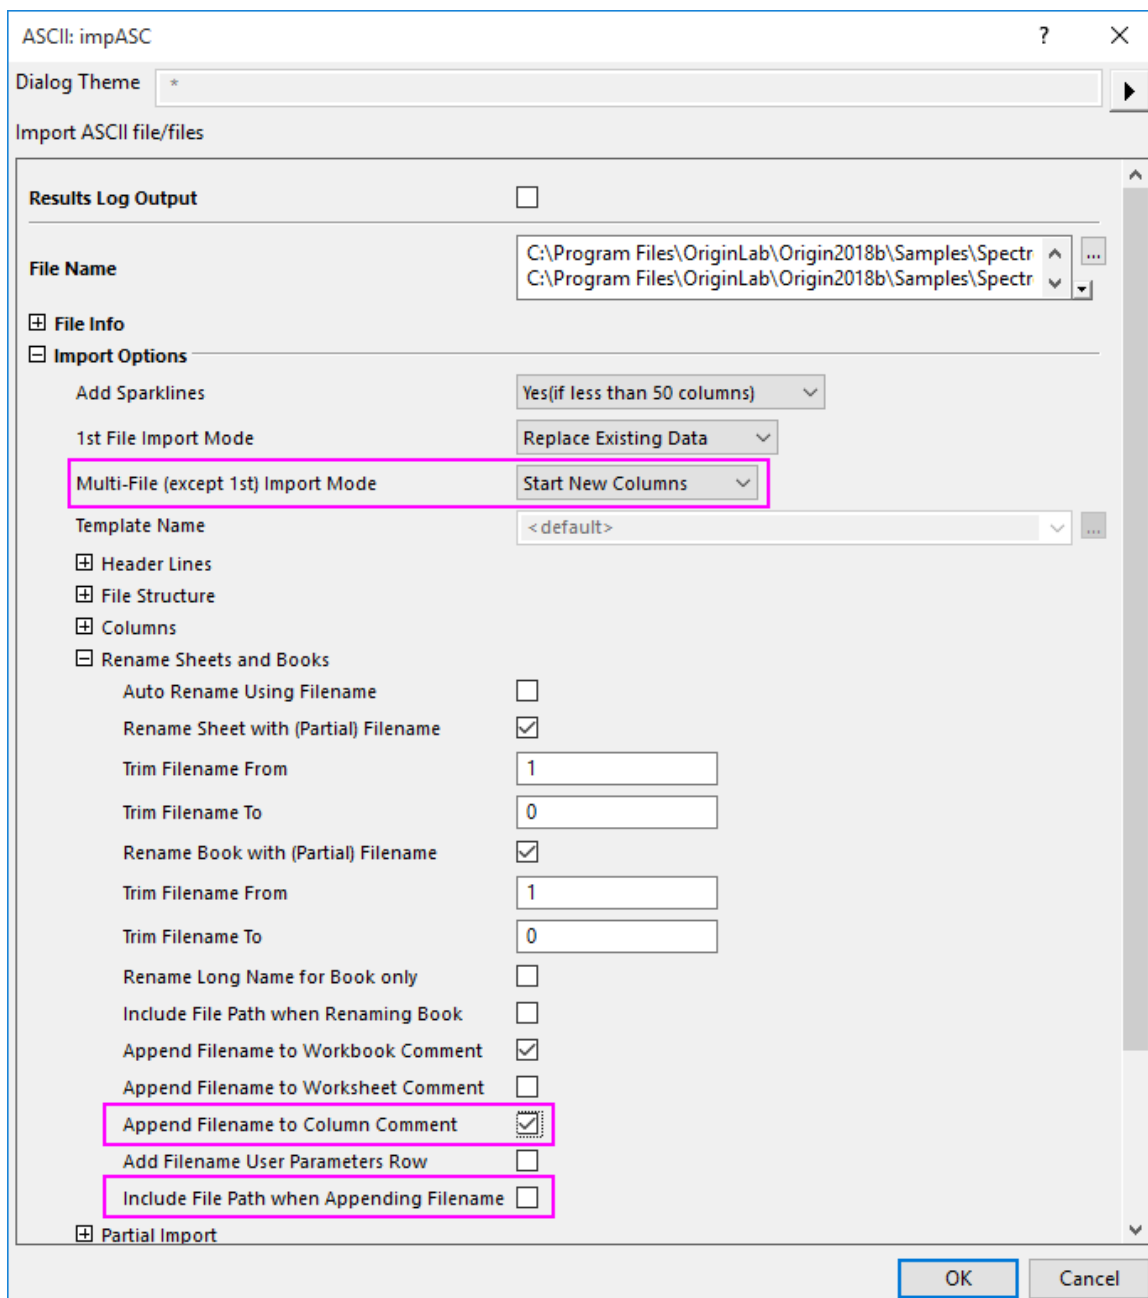 ASCII: impASC ?
Dialog Theme *
Import ASCII file/files
Results Log Output
File Name
C:\Program Files\OriginLab\Origin2018b\Samples\Spectr
C:\Program Files\OriginLab\Origin2018b\Samples\Spectr
...
File Info
Import Options
Add Sparklines Yes(if less than 50 columns)
1st File Import Mode Replace Existing Data
Multi-File (except 1st) Import Mode Start New Columns
Template Name <default> ...
Header Lines
File Structure
Columns
Rename Sheets and Books
Auto Rename Using Filename
Rename Sheet with (Partial) Filename
Trim Filename From 1
Trim Filename To 0
Rename Book with (Partial) Filename
Trim Filename From 1
Trim Filename To 0
Rename Long Name for Book only
Include File Path when Renaming Book
Append Filename to Workbook Comment
Append Filename to Worksheet Comment
Append Filename to Column Comment
Add Filename User Parameters Row
Include File Path when Appending Filename
Partial Import
OK Cancel